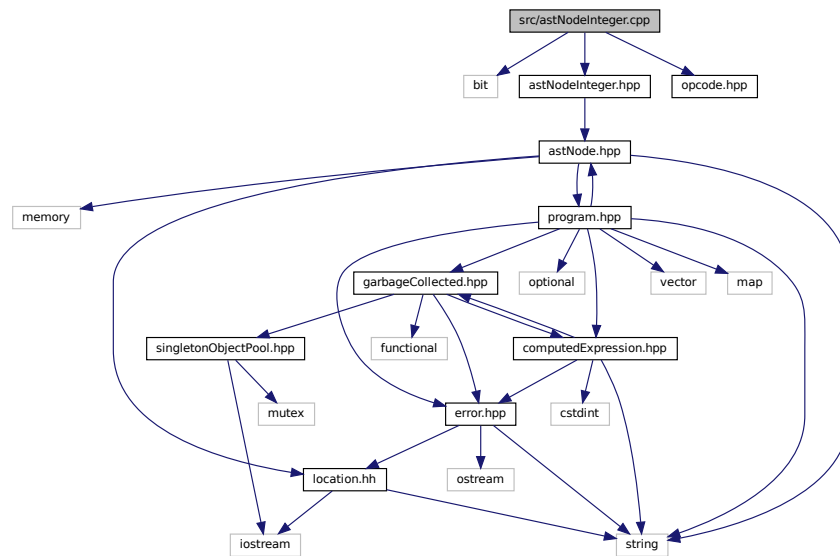 src/astNodeInteger.cpp
bit
astNodeInteger.hpp
opcode.hpp
astNode.hpp
memory
program.hpp
garbageCollected.hpp
optional
vector
map
singletonObjectPool.hpp
functional
computedExpression.hpp
mutex
error.hpp
cstdint
location.hh
ostream
iostream
string